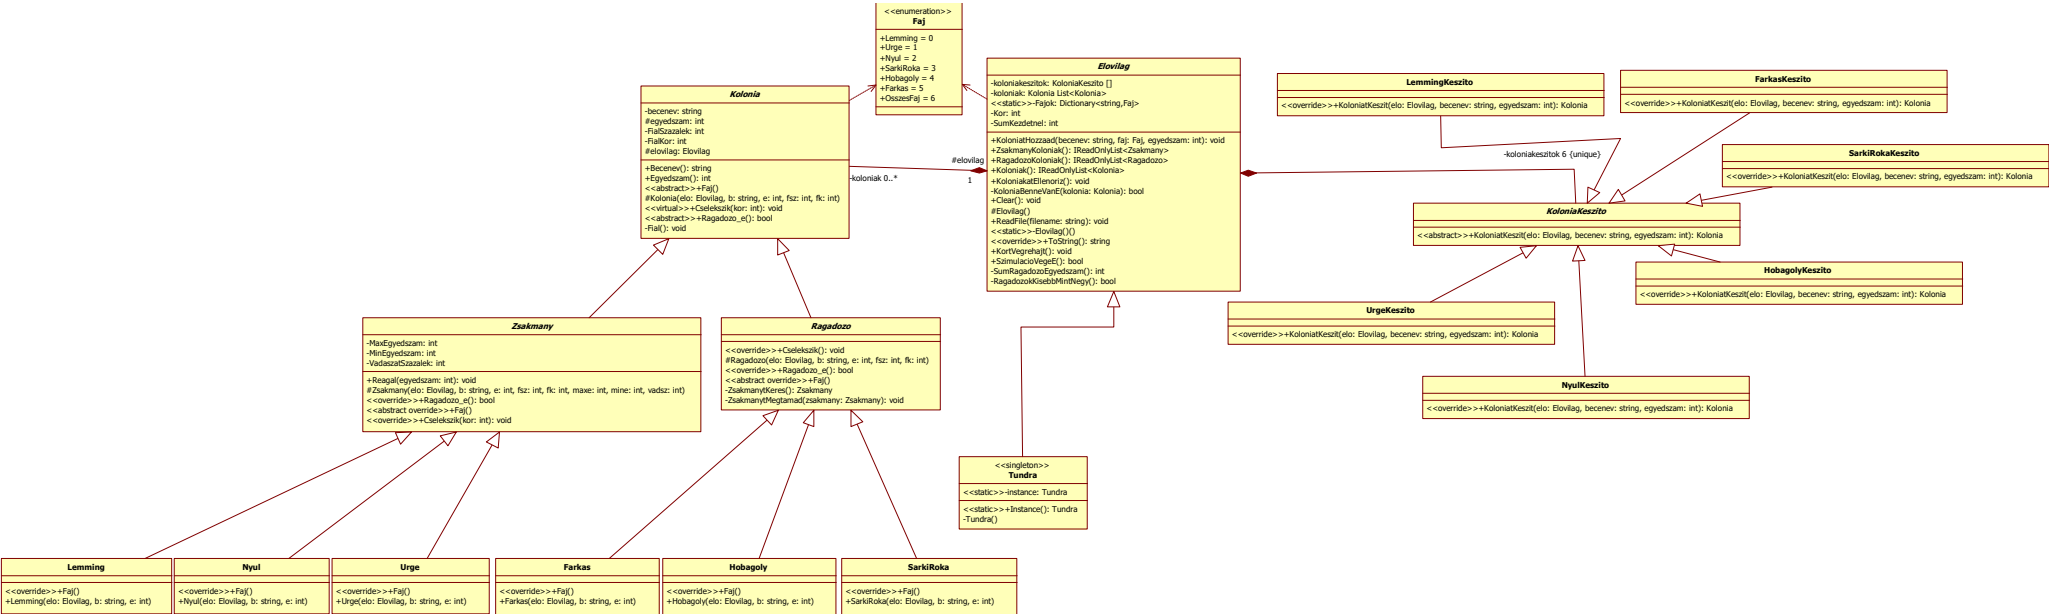 <<enumeration>>
Faj
+Lemming = 0
+Urge = 1
+Nyul = 2
+SarkiRoka = 3
+Hobagoly = 4
+Farkas = 5
+OsszesFaj = 6
Kolonia
-becenev: string
#egyedszam: int
-FialSzazalek: int
-FialKor: int
#elovilag: Elovilag
+Becenev(): string
+Egyedszam(): int
<<abstract>>+Faj()
#Kolonia(elo: Elovilag, b: string, e: int, fsz: int, fk: int)
<<virtual>>+Cselekszik(kor: int): void
<<abstract>>+Ragadozo_e(): bool
-Fial(): void
#elovilag
1
-koloniak 0..*
Elovilag
-koloniakeszitok: KoloniaKeszito []
-koloniak: Kolonia List<Kolonia>
<<static>>-Fajok: Dictionary<string,Faj>
-Kor: int
-SumKezdetnel: int
+KoloniatHozzaad(becenev: string, faj: Faj, egyedszam: int): void
+ZsakmanyKoloniak(): IReadOnlyList<Zsakmany>
+RagadozoKoloniak(): IReadOnlyList<Ragadozo>
+Koloniak(): IReadOnlyList<Kolonia>
+KoloniakatEllenoriz(): void
-KoloniaBenneVanE(kolonia: Kolonia): bool
+Clear(): void
#Elovilag()
+ReadFile(filename: string): void
<<static>>-Elovilag()()
<<override>>+ToString(): string
+KortVegrehajt(): void
+SzimulacioVegeE(): bool
-SumRagadozoEgyedszam(): int
-RagadozokKisebbMintNegy(): bool
LemmingKeszito
<<override>>+KoloniatKeszit(elo: Elovilag, becenev: string, egyedszam: int): Kolonia
FarkasKeszito
<<override>>+KoloniatKeszit(elo: Elovilag, becenev: string, egyedszam: int): Kolonia
-koloniakeszitok 6 {unique}
SarkiRokaKeszito
<<override>>+KoloniatKeszit(elo: Elovilag, becenev: string, egyedszam: int): Kolonia
KoloniaKeszito
<<abstract>>+KoloniatKeszit(elo: Elovilag, becenev: string, egyedszam: int): Kolonia
HobagolyKeszito
<<override>>+KoloniatKeszit(elo: Elovilag, becenev: string, egyedszam: int): Kolonia
UrgeKeszito
<<override>>+KoloniatKeszit(elo: Elovilag, becenev: string, egyedszam: int): Kolonia
NyulKeszito
<<override>>+KoloniatKeszit(elo: Elovilag, becenev: string, egyedszam: int): Kolonia
Zsakmany
-MaxEgyedszam: int
-MinEgyedszam: int
-VadaszatSzazalek: int
+Reagal(egyedszam: int): void
#Zsakmany(elo: Elovilag, b: string, e: int, fsz: int, fk: int, maxe: int, mine: int, vadsz: int)
<<override>>+Ragadozo_e(): bool
<<abstract override>>+Faj()
<<override>>+Cselekszik(kor: int): void
Ragadozo
<<override>>+Cselekszik(): void
#Ragadozo(elo: Elovilag, b: string, e: int, fsz: int, fk: int)
<<override>>+Ragadozo_e(): bool
<<abstract override>>+Faj()
-ZsakmanytKeres(): Zsakmany
-ZsakmanytMegtamad(zsakmany: Zsakmany): void
<<singleton>>
Tundra
<<static>>-instance: Tundra
<<static>>+Instance(): Tundra
-Tundra()
Lemming
<<override>>+Faj()
+Lemming(elo: Elovilag, b: string, e: int)
Nyul
<<override>>+Faj()
+Nyul(elo: Elovilag, b: string, e: int)
Urge
<<override>>+Faj()
+Urge(elo: Elovilag, b: string, e: int)
Farkas
<<override>>+Faj()
+Farkas(elo: Elovilag, b: string, e: int)
Hobagoly
<<override>>+Faj()
+Hobagoly(elo: Elovilag, b: string, e: int)
SarkiRoka
<<override>>+Faj()
+SarkiRoka(elo: Elovilag, b: string, e: int)